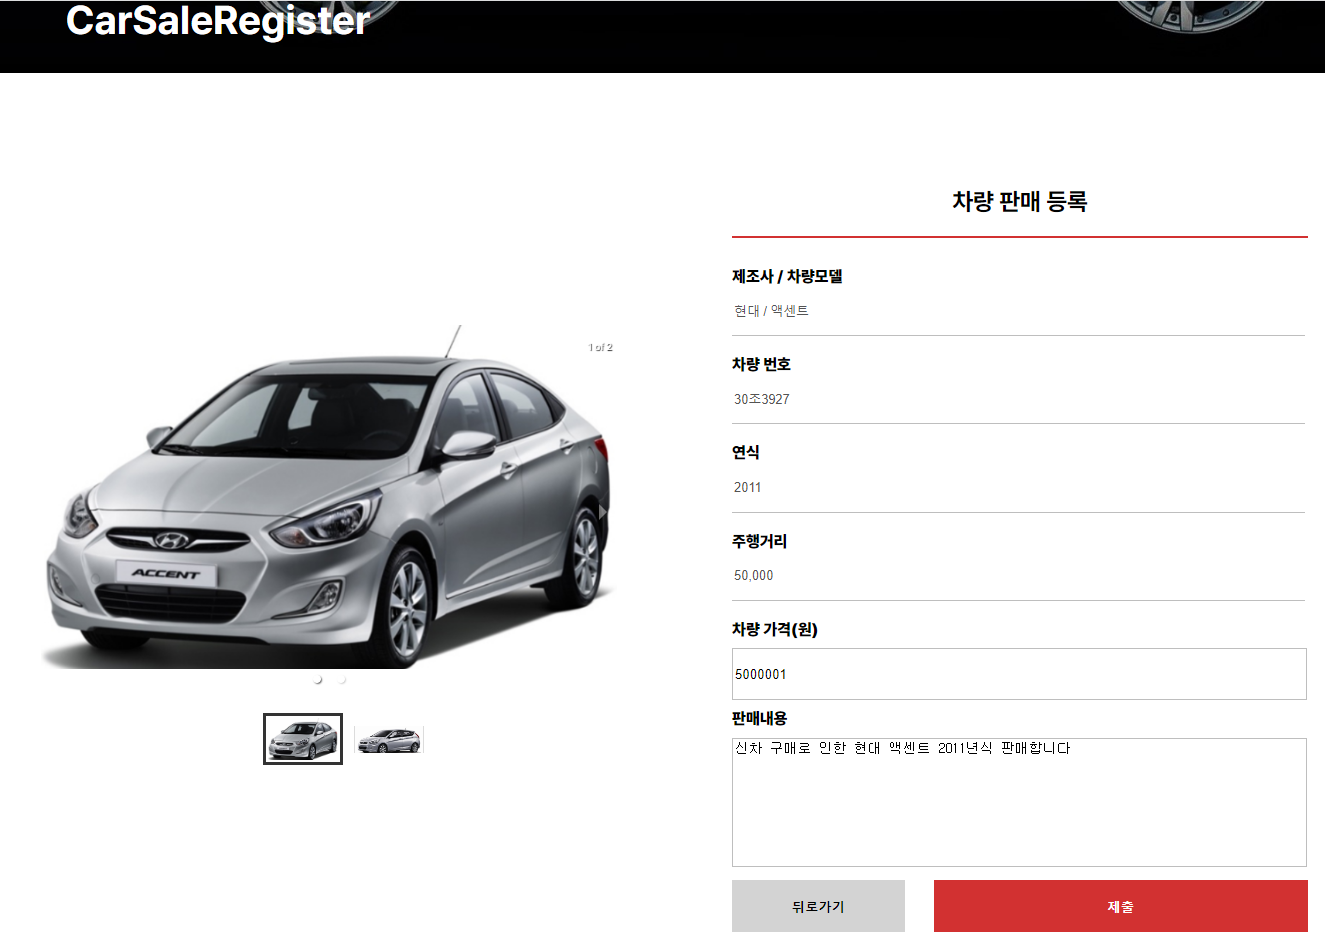 CarSaleRegister
차량 판매 등록
제조사 / 차량모델
현대 / 액센트
1 of 2
차량 번호
30조3927
연식
2011
주행거리
50,000
ACCENT
차량 가격(원)
5000001
판매내용
신차 구매로 인한 현대 액센트 2011년식 판매합니다
뒤로가기
제출